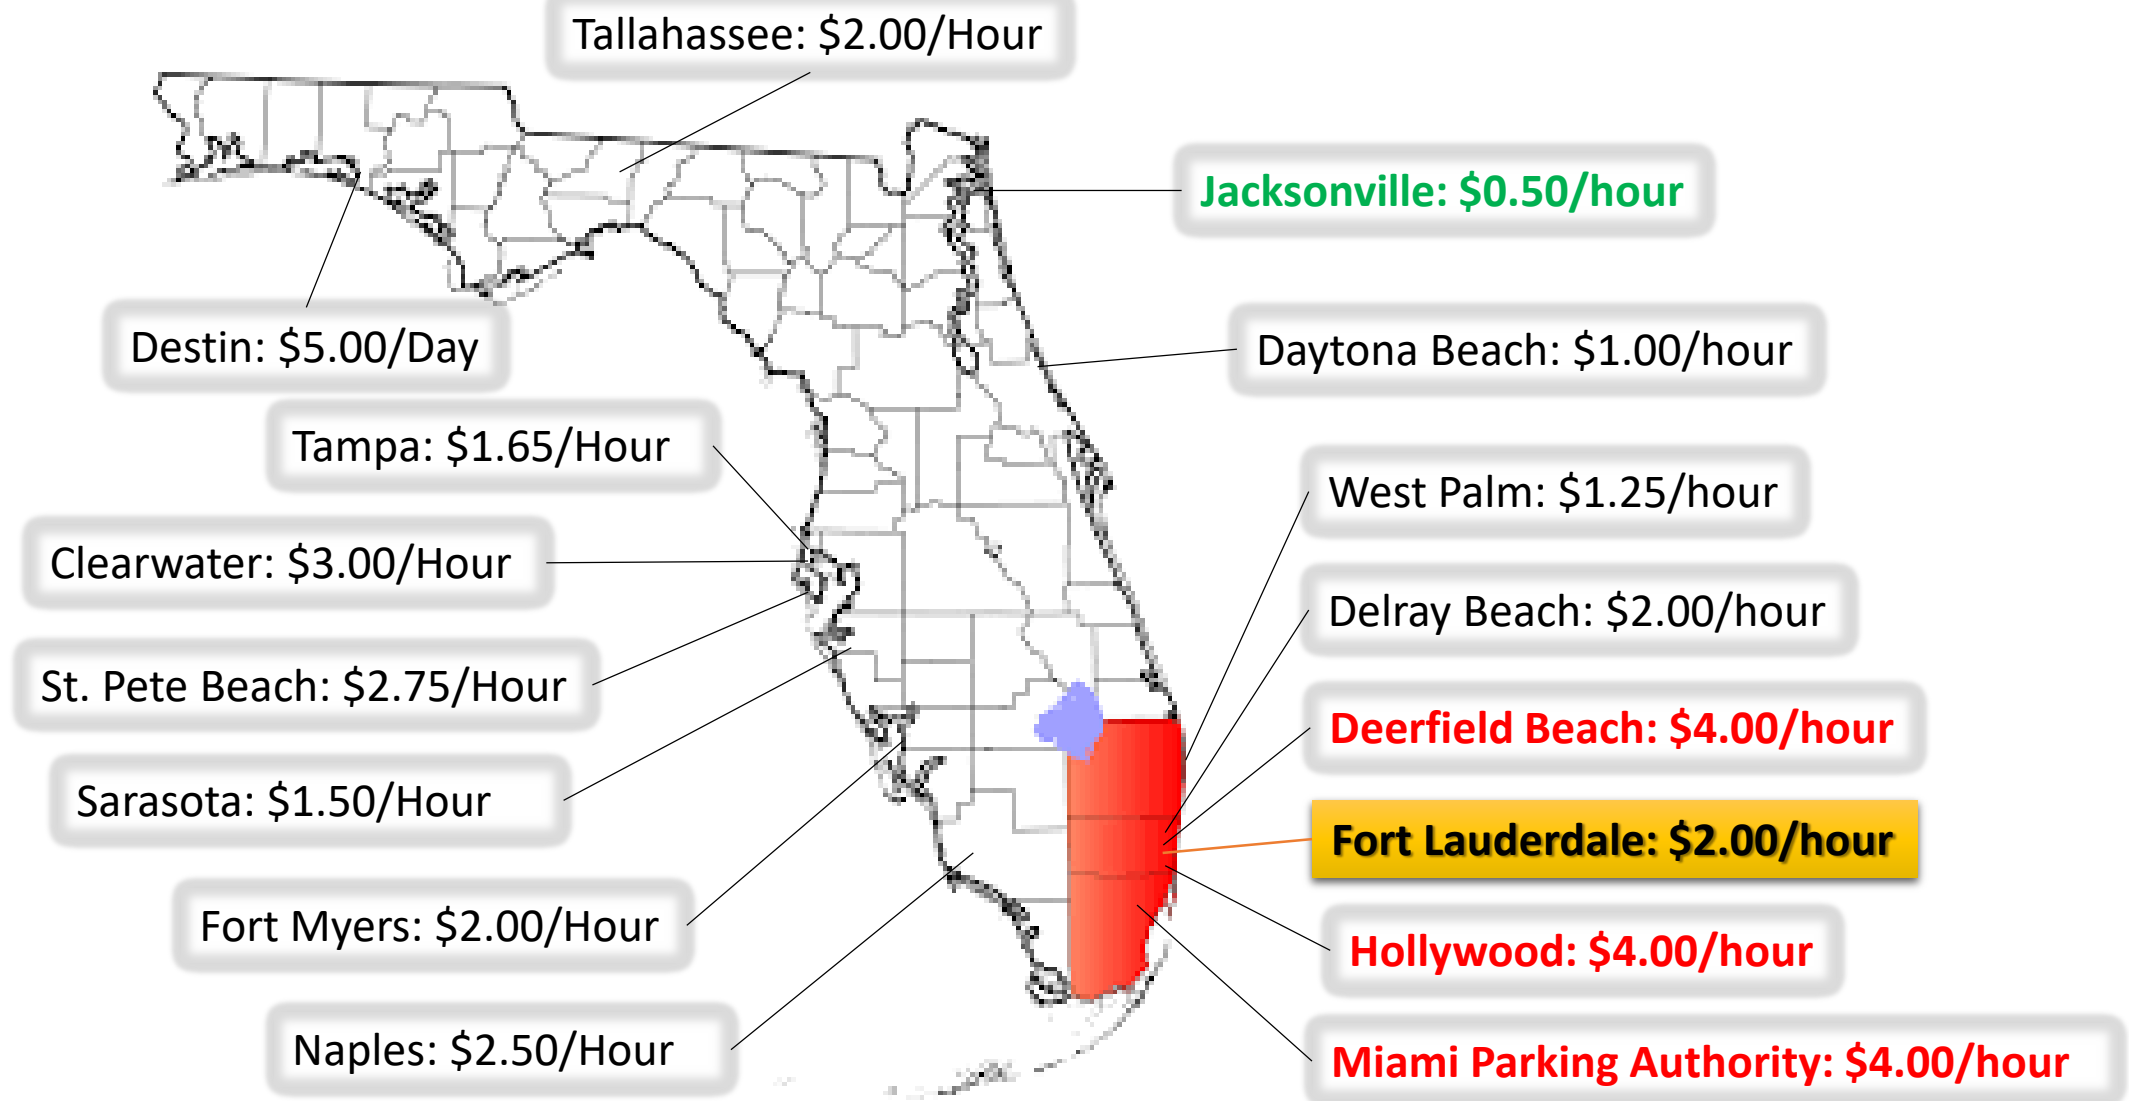 Tallahassee: $2.00/Hour
Jacksonville: $0.50/hour
Destin: $5.00/Day
Daytona Beach: $1.00/hour
Tampa: $1.65/Hour
West Palm: $1.25/hour
Clearwater: $3.00/Hour
Delray Beach: $2.00/hour
St. Pete Beach: $2.75/Hour
Deerfield Beach: $4.00/hour
Sarasota: $1.50/Hour
Fort Lauderdale: $2.00/hour
Fort Myers: $2.00/Hour
Hollywood: $4.00/hour
Naples: $2.50/Hour
Miami Parking Authority: $4.00/hour